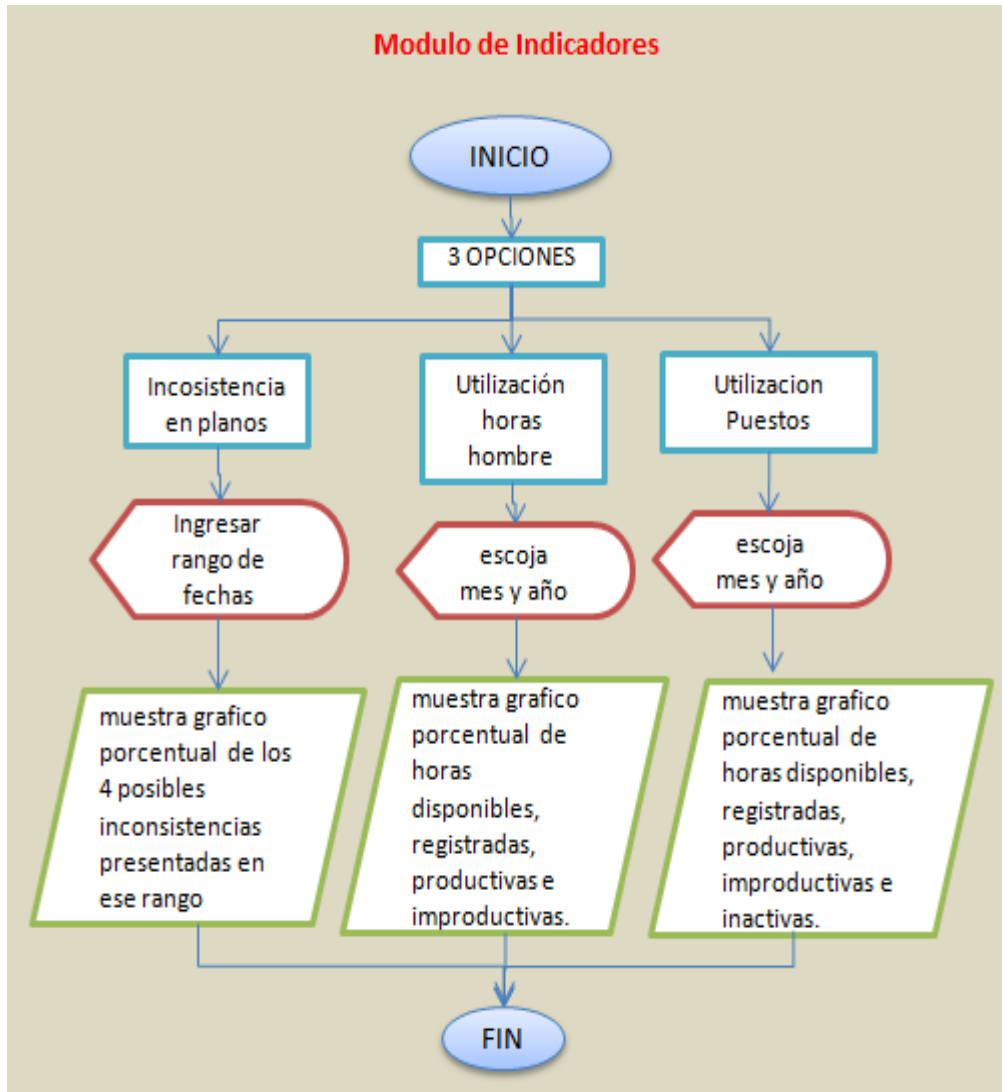 Modulo de Indicadores
INICIO
3 OPCIONES
Incosistencia
en planos
Utilización
horas
hombre
Utilizacion
Puestos
Ingresar
rango de
fechas
escoja
mes y año
escoja
mes y año
muestra grafico
porcentual de los
4 posibles
inconsistencias
presentadas en
ese rango
muestra grafico
porcentual de
horas
disponibles,
registradas,
productivas e
improductivas.
muestra grafico
porcentual de
horas disponibles,
registradas,
productivas,
improductivas e
inactivas.
FIN